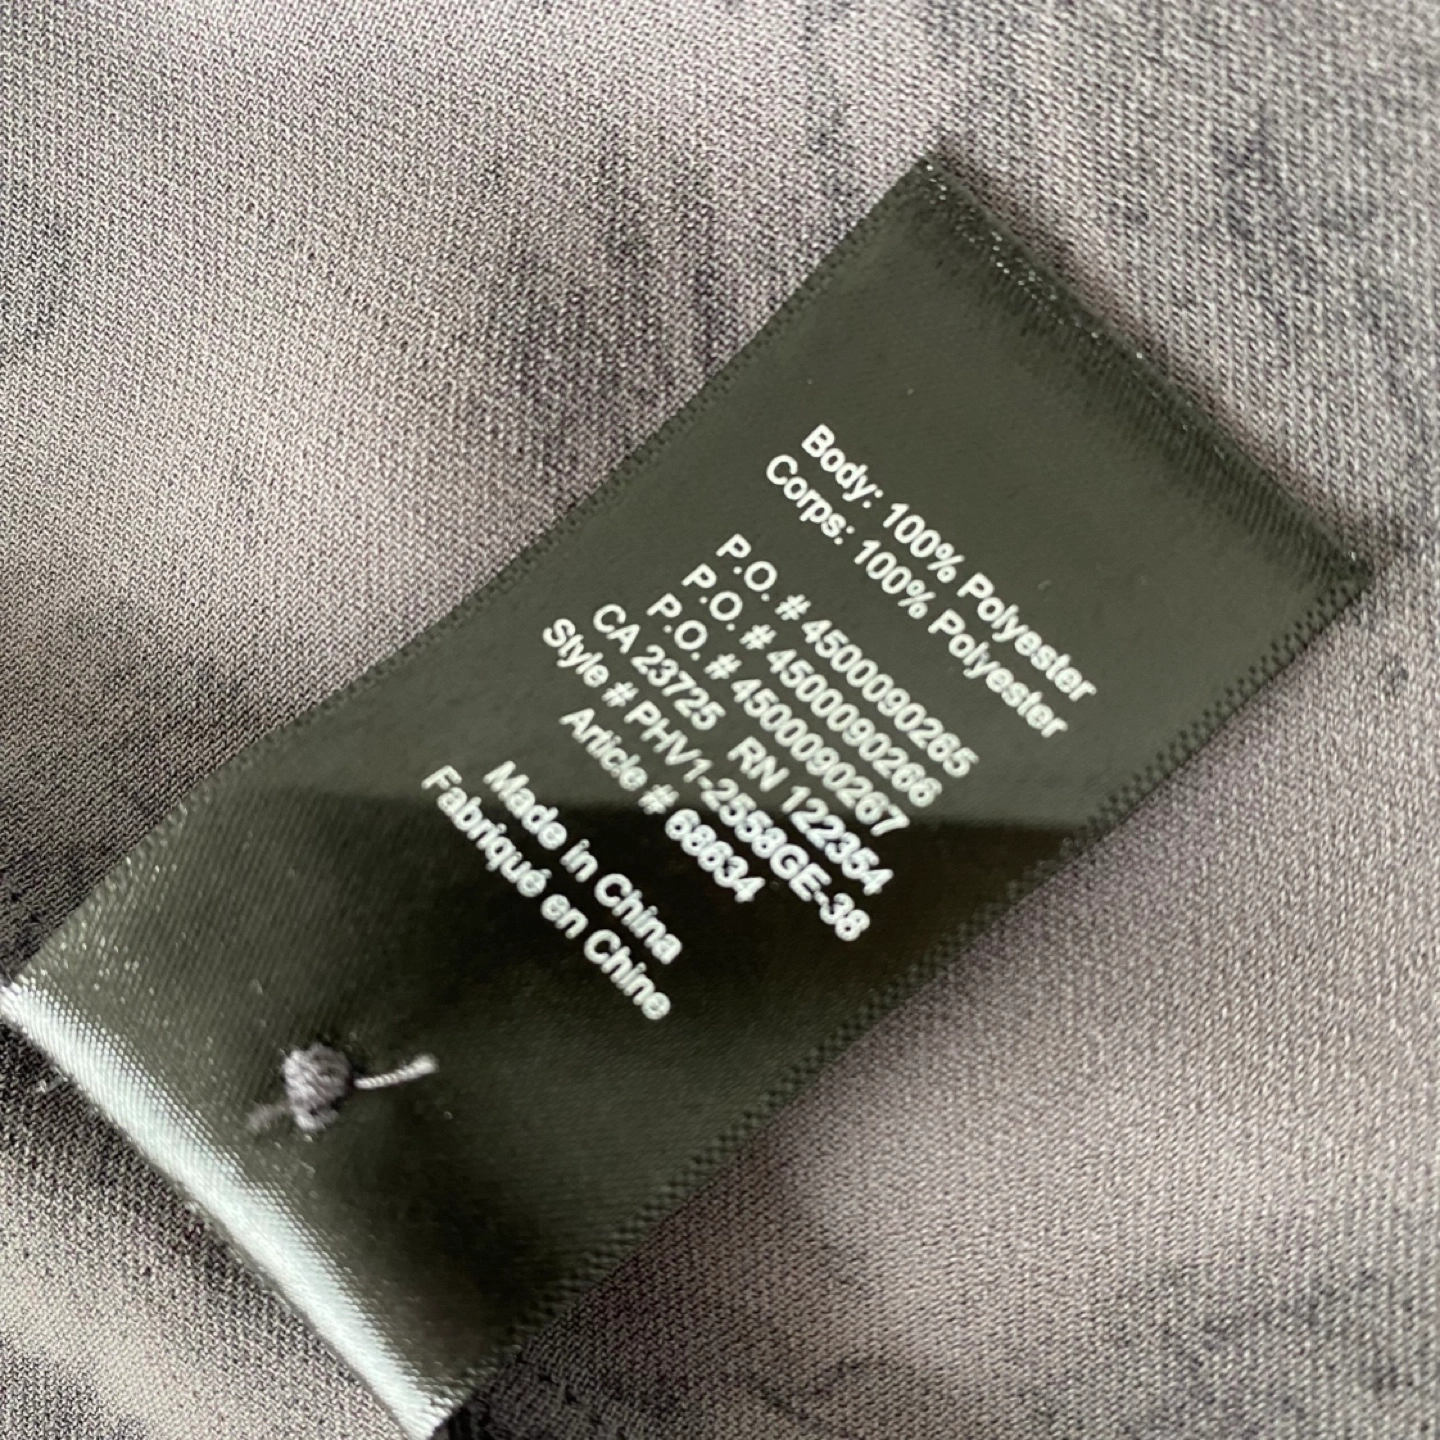 Body: 100% Polyester
Corps: 100% Polyester
P.O. # 4500090265
P.O. # 4500090266
P.O. # 4500090267
CA 23725 RN 122354
Style # PHV1-2558GE-38
Article # 68634
Made in China
Fabriqué en Chine